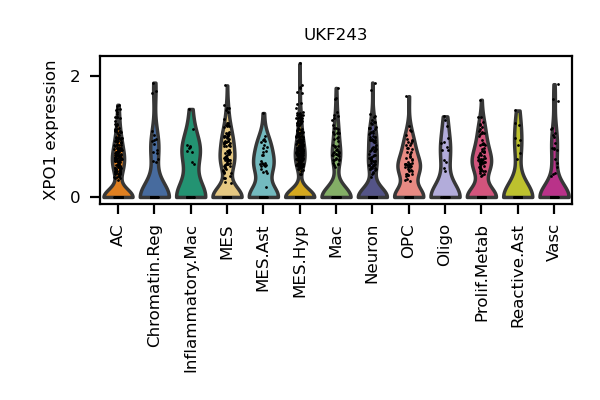 UKF243
XPO1 expression
2
0
AC
Chromatin.Reg
Inflammatory.Mac
MES
MES.Ast
MES.Hyp
Mac
Neuron
OPC
Oligo
Prolif.Metab
Reactive.Ast
Vasc